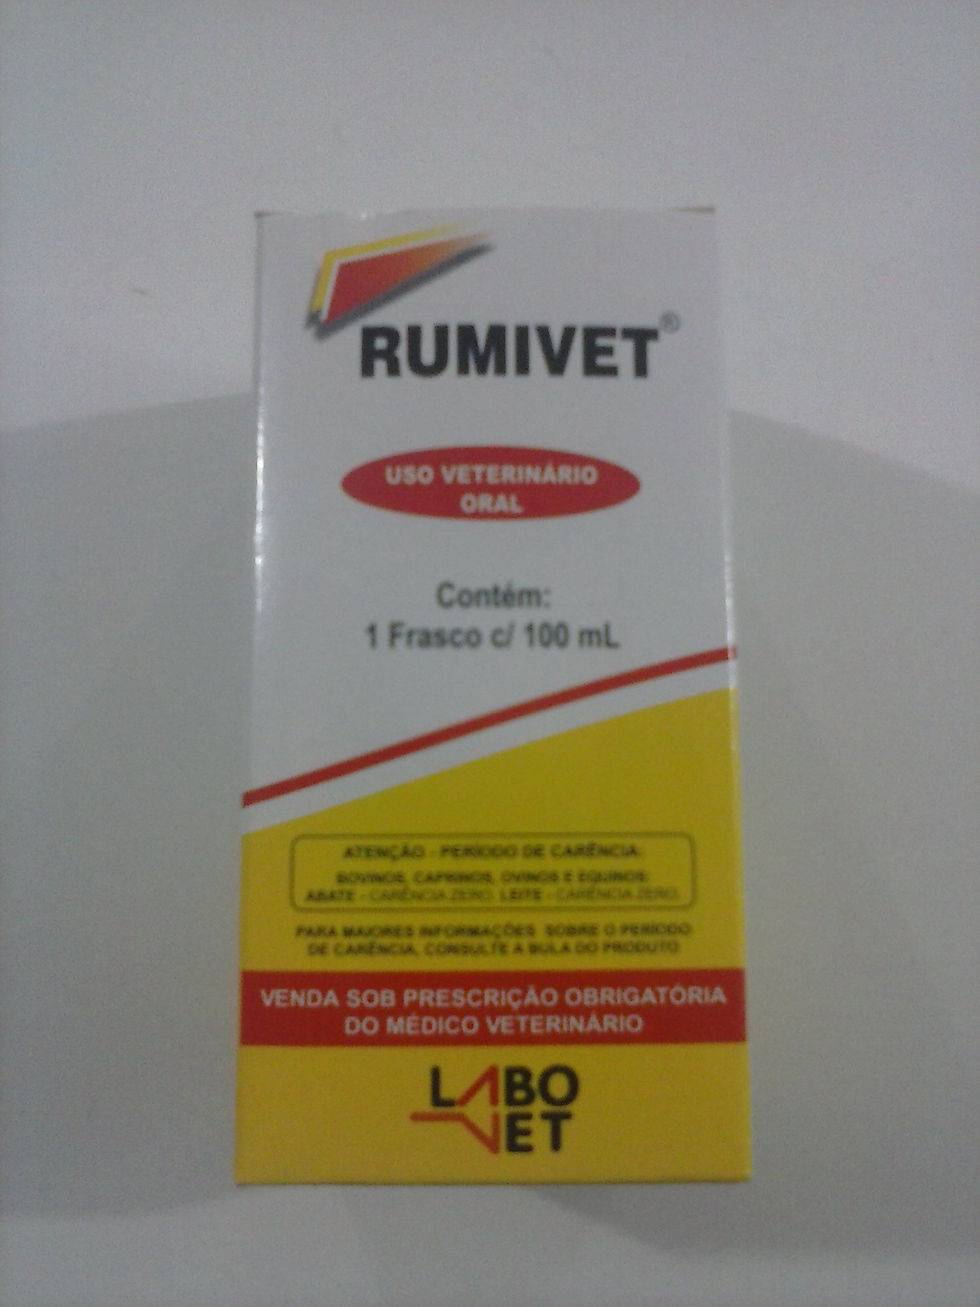 RUMIVET®
USO VETERINÁRIO
ORAL
Contém:
1 Frasco c/ 100 mL
ATENÇÃO - PERÍODO DE CARÊNCIA:
BOVINOS, CAPRINOS, OVINOS E EQUINOS:
ABATE - CARÊNCIA ZERO. LEITE - CARÊNCIA ZERO.
PARA MAIORES INFORMAÇÕES SOBRE O PERÍODO
DE CARÊNCIA, CONSULTE A BULA DO PRODUTO
VENDA SOB PRESCRIÇÃO OBRIGATÓRIA
DO MÉDICO VETERINÁRIO
LABO
VET